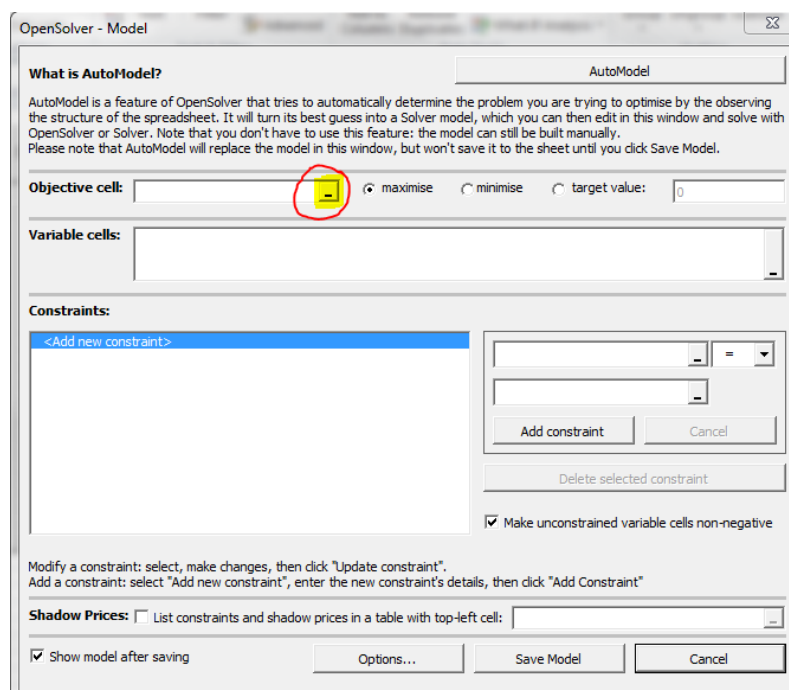 OpenSolver - Model
What is AutoModel?
AutoModel
AutoModel is a feature of OpenSolver that tries to automatically determine the problem you are trying to optimise by the observing
the structure of the spreadsheet. It will turn its best guess into a Solver model, which you can then edit in this window and solve with
OpenSolver or Solver. Note that you don't have to use this feature: the model can still be built manually.
Please note that AutoModel will replace the model in this window, but won't save it to the sheet until you click Save Model.
Objective cell: _ maximise minimise target value: 0
Variable cells: _
Constraints:
<Add new constraint>
_ =
_
Add constraint Cancel
Delete selected constraint
Make unconstrained variable cells non-negative
Modify a constraint: select, make changes, then click "Update constraint".
Add a constraint: select "Add new constraint", enter the new constraint's details, then click "Add Constraint"
Shadow Prices: List constraints and shadow prices in a table with top-left cell: _
Show model after saving Options... Save Model Cancel